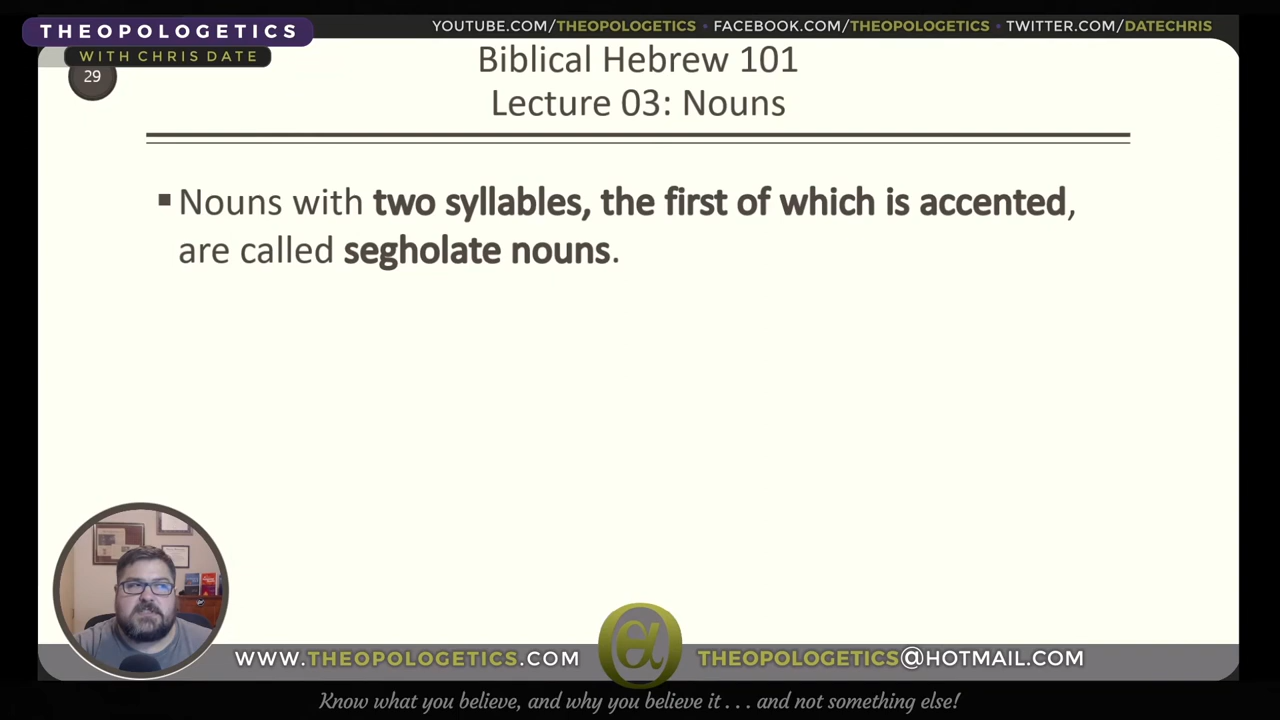 THEOPOLOGETICS
WITH CHRIS DATE
YOUTUBE.COM/THEOPOLOGETICS • FACEBOOK.COM/THEOPOLOGETICS • TWITTER.COM/DATECHRIS
29
Biblical Hebrew 101
Lecture 03: Nouns
▪ Nouns with two syllables, the first of which is accented,
are called segholate nouns.
WWW.THEOPOLOGETICS.COM
THEOPOLOGETICS@HOTMAIL.COM
Know what you believe, and why you believe it . . . and not something else!